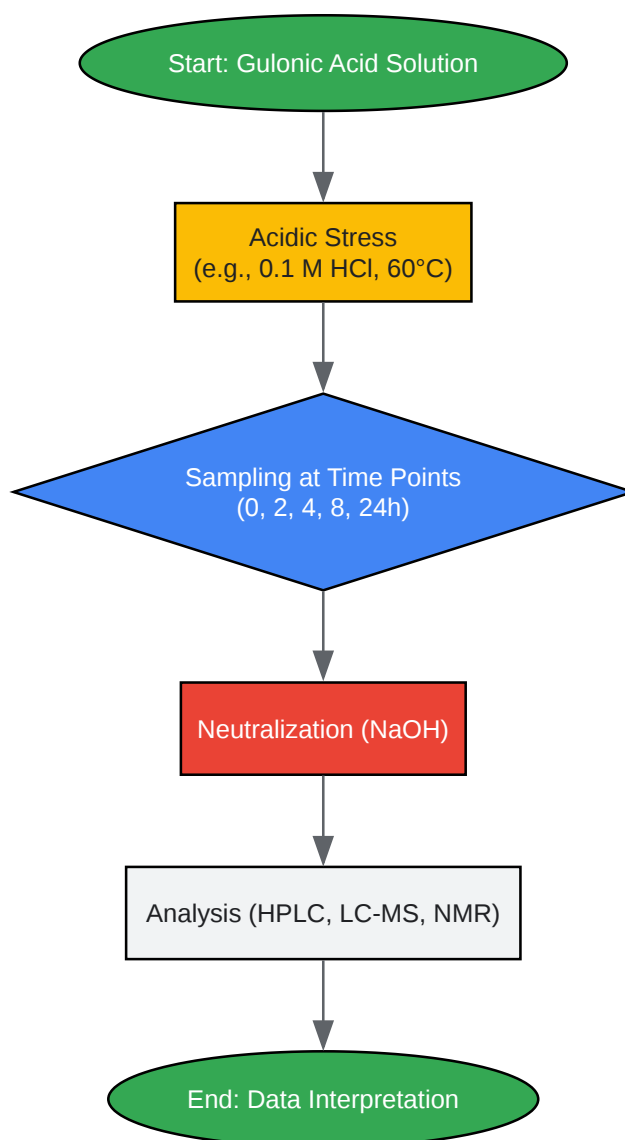 Start: Gulonic Acid Solution
Acidic Stress
(e.g., 0.1 M HCl, 60°C)
Sampling at Time Points
(0, 2, 4, 8, 24h)
Neutralization (NaOH)
Analysis (HPLC, LC-MS, NMR)
End: Data Interpretation